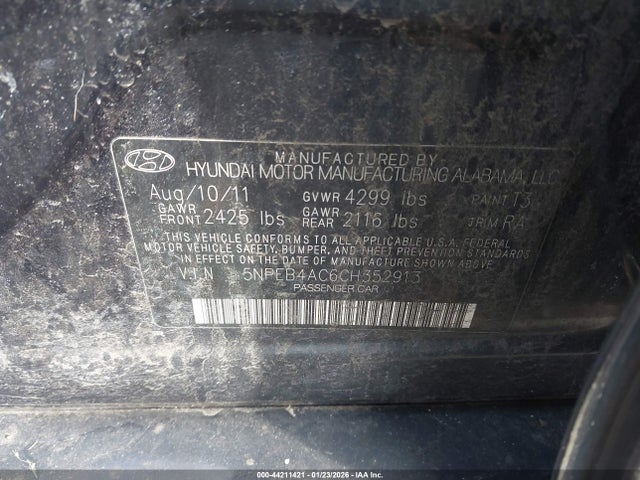 MANUFACTURED BY
HYUNDAI MOTOR MANUFACTURING ALABAMA, LLC
Aug/10/11 GVWR 4299 lbs PAINT T3
GAWR FRONT 2425 lbs GAWR REAR 2116 lbs TRIM RA
THIS VEHICLE CONFORMS TO ALL APPLICABLE U.S.A. FEDERAL
MOTOR VEHICLE SAFETY, BUMPER, AND THEFT PREVENTION STANDARDS
IN EFFECT ON THE DATE OF MANUFACTURE SHOWN ABOVE.
V.I.N 5NPEB4AC6CH352913
PASSENGER CAR
000-44211421 - 01/23/2026 - IAA INC.